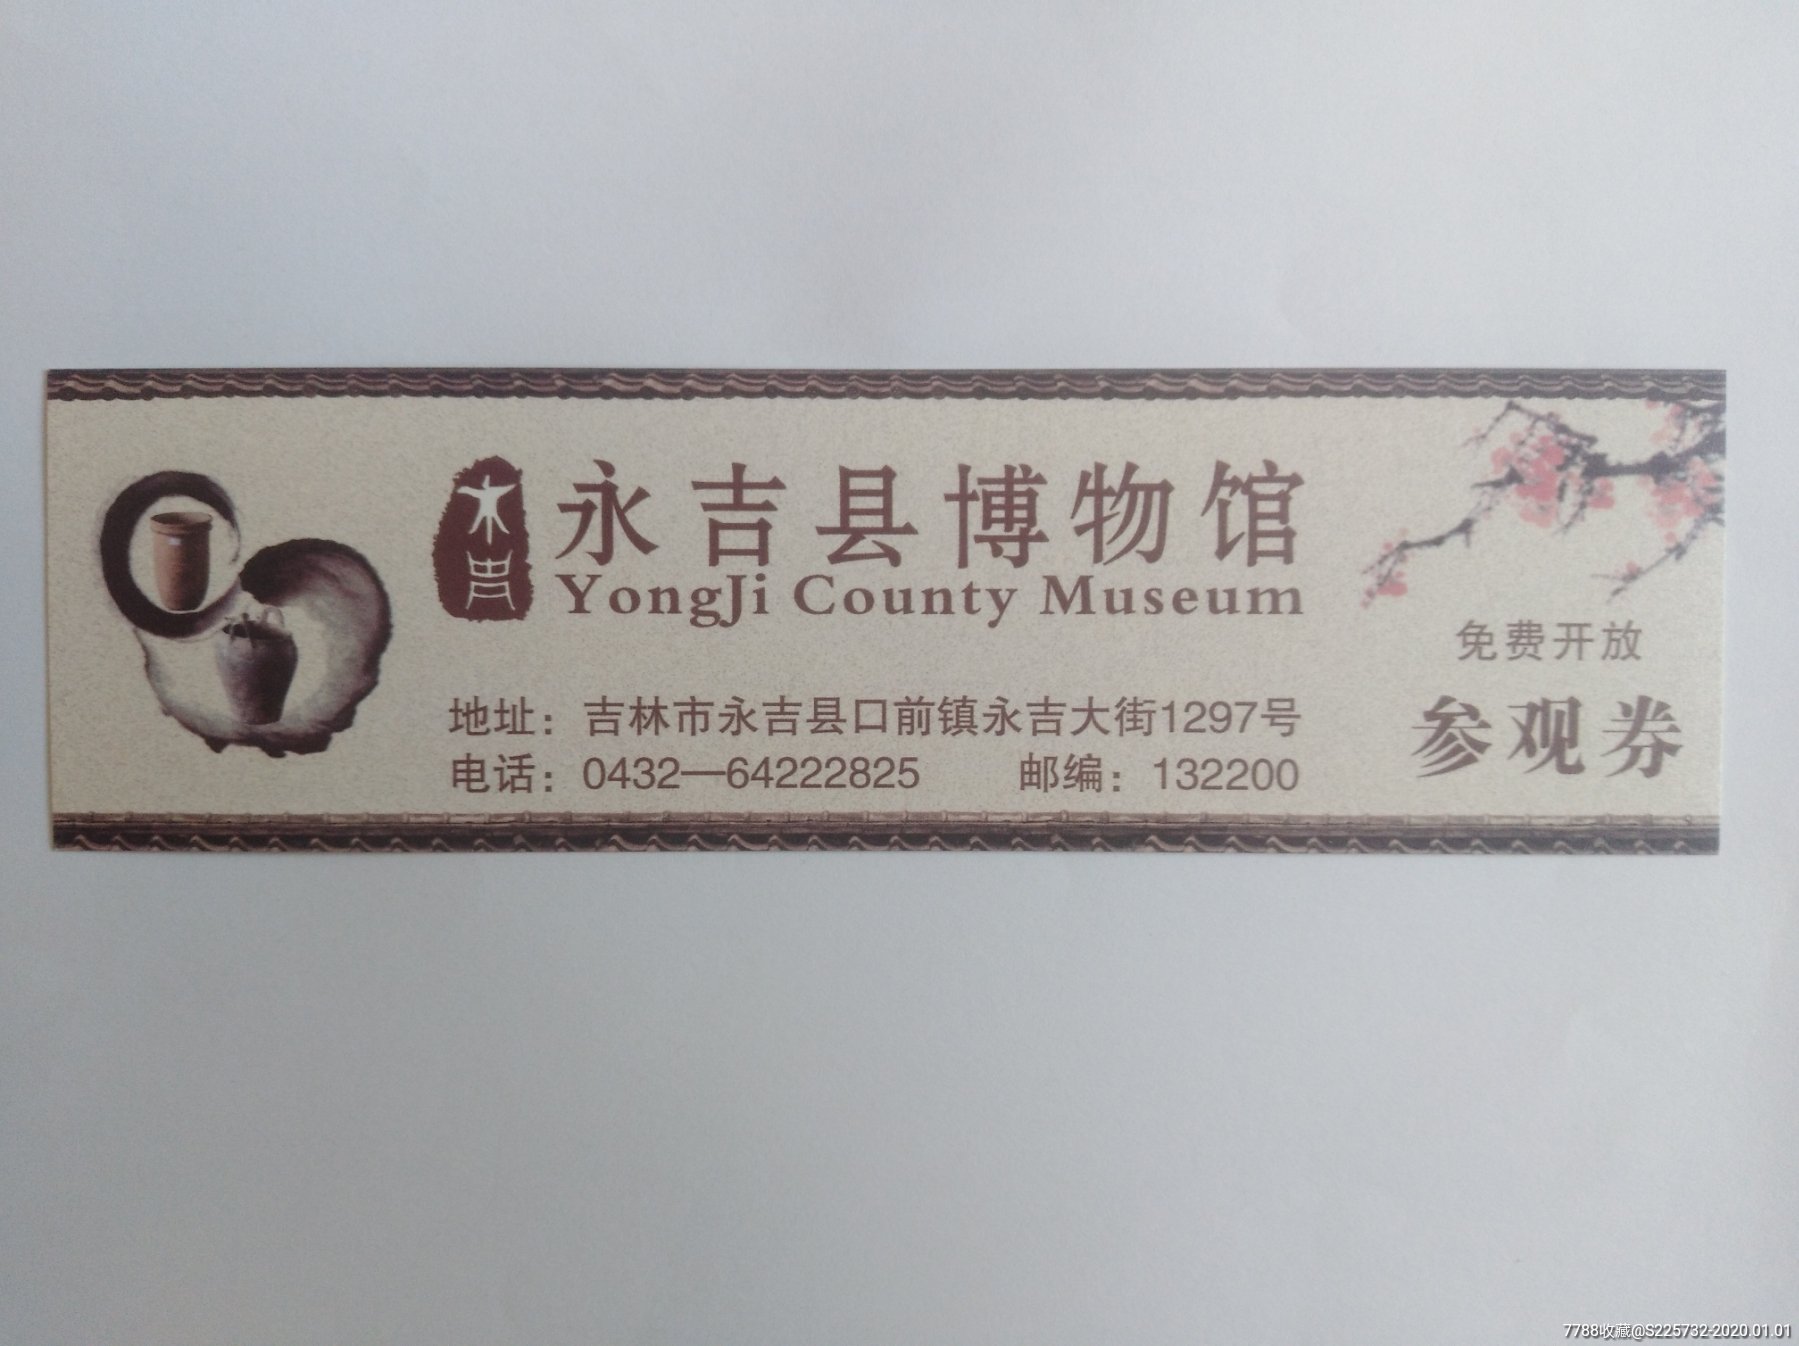 永吉县博物馆
YongJi County Museum
地址：吉林市永吉县口前镇永吉大街1297号
电话：0432—64222825 邮编：132200
免费开放
参观券
7788收藏@S225732-2020.01.01